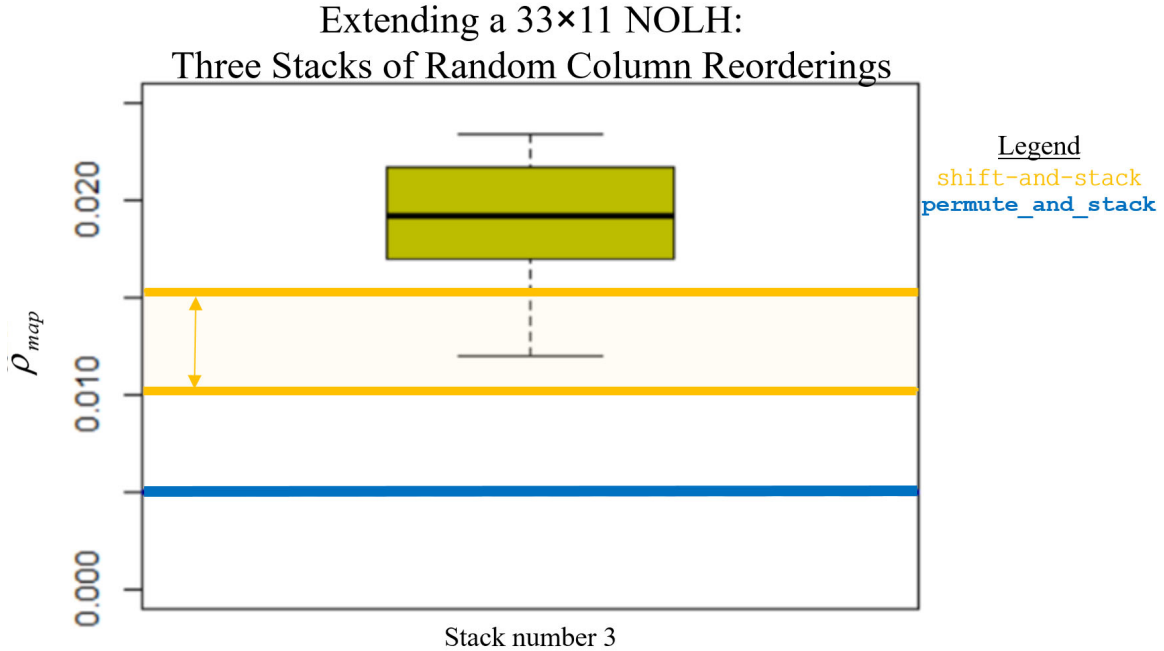 Extending a 33×11 NOLH:
Three Stacks of Random Column Reorderings
0.020
0.010
0.000
ρ map
Stack number 3
Legend
shift-and-stack
permute_and_stack